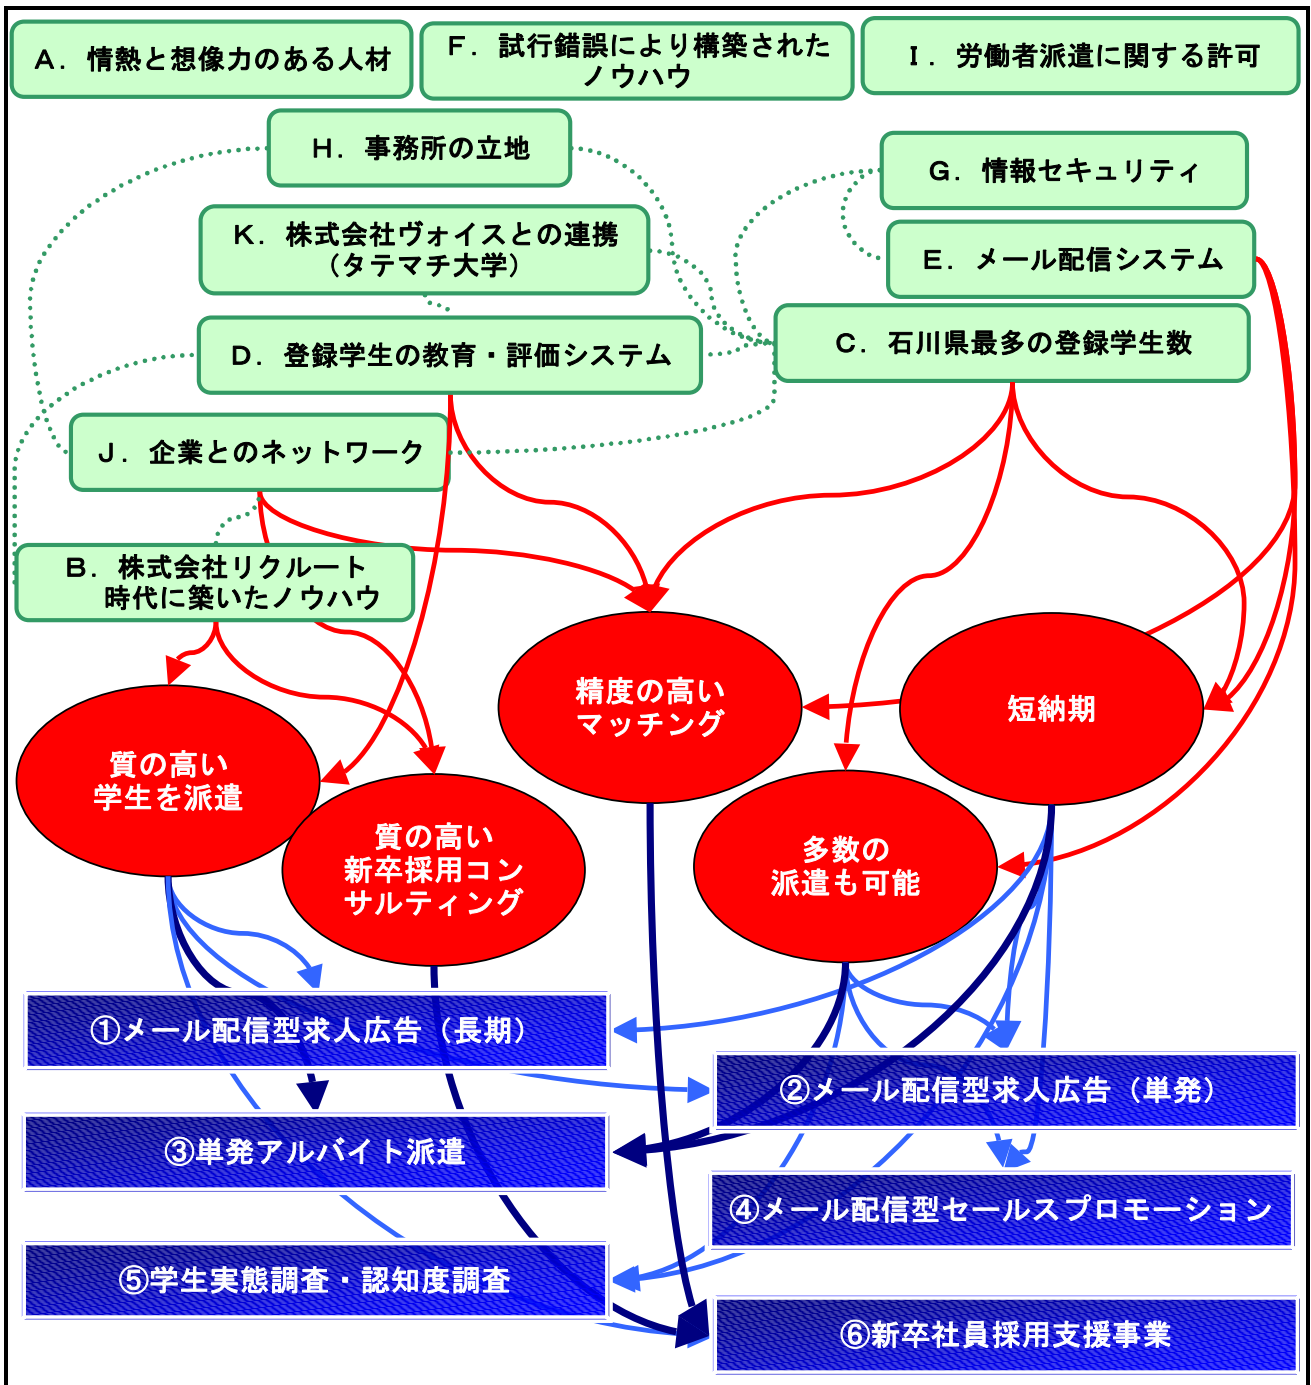 A．情熱と想像力のある人材
F．試行錯誤により構築された
ノウハウ
I．労働者派遣に関する許可
H．事務所の立地
G．情報セキュリティ
K．株式会社ヴォイスとの連携
（タテマチ大学）
E．メール配信システム
D．登録学生の教育・評価システム
C．石川県最多の登録学生数
J．企業とのネットワーク
B．株式会社リクルート
時代に築いたノウハウ
精度の高い
マッチング
短納期
質の高い
学生を派遣
質の高い
新卒採用コン
サルティング
多数の
派遣も可能
①メール配信型求人広告（長期）
②メール配信型求人広告（単発）
③単発アルバイト派遣
④メール配信型セールスプロモーション
⑤学生実態調査・認知度調査
⑥新卒社員採用支援事業